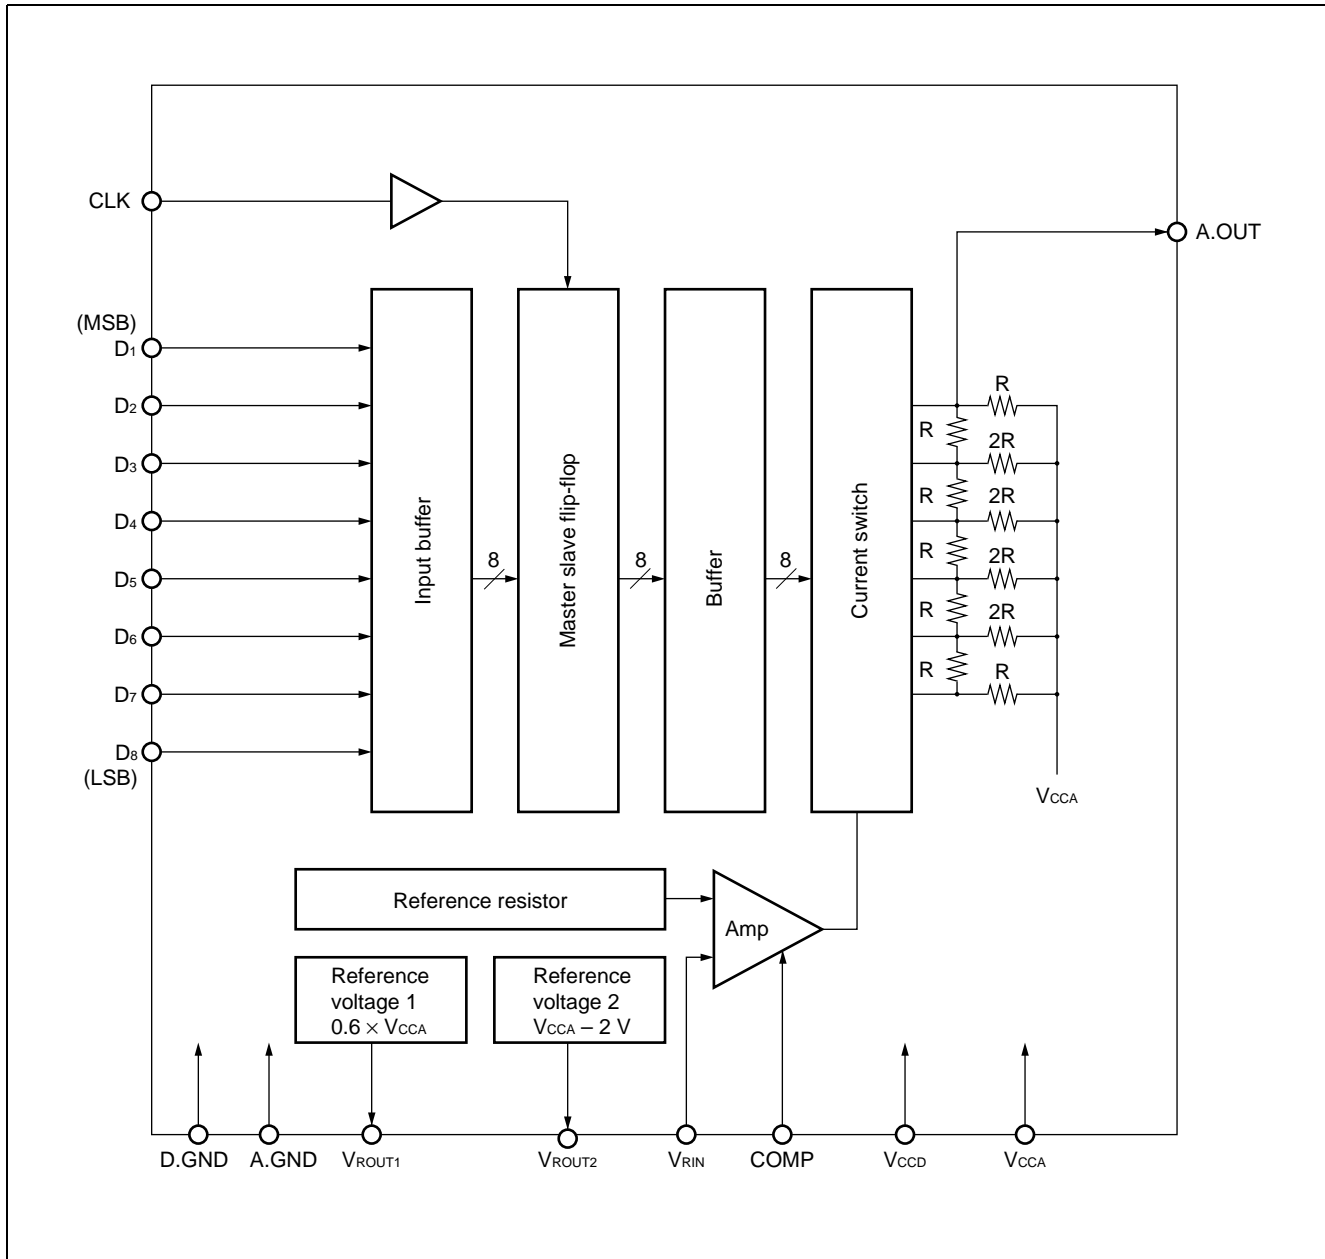 CLK
A.OUT
(MSB)
D1
D2
D3
D4
D5
D6
D7
D8
(LSB)
Input buffer
8
Master slave flip-flop
8
Buffer
8
Current switch
R
R
2R
R
2R
R
2R
R
2R
R
R
VCCA
Reference resistor
Amp
Reference
voltage 1
0.6 × VCCA
Reference
voltage 2
VCCA – 2 V
D.GND
A.GND
VROUT1
VROUT2
VRIN
COMP
VCCD
VCCA